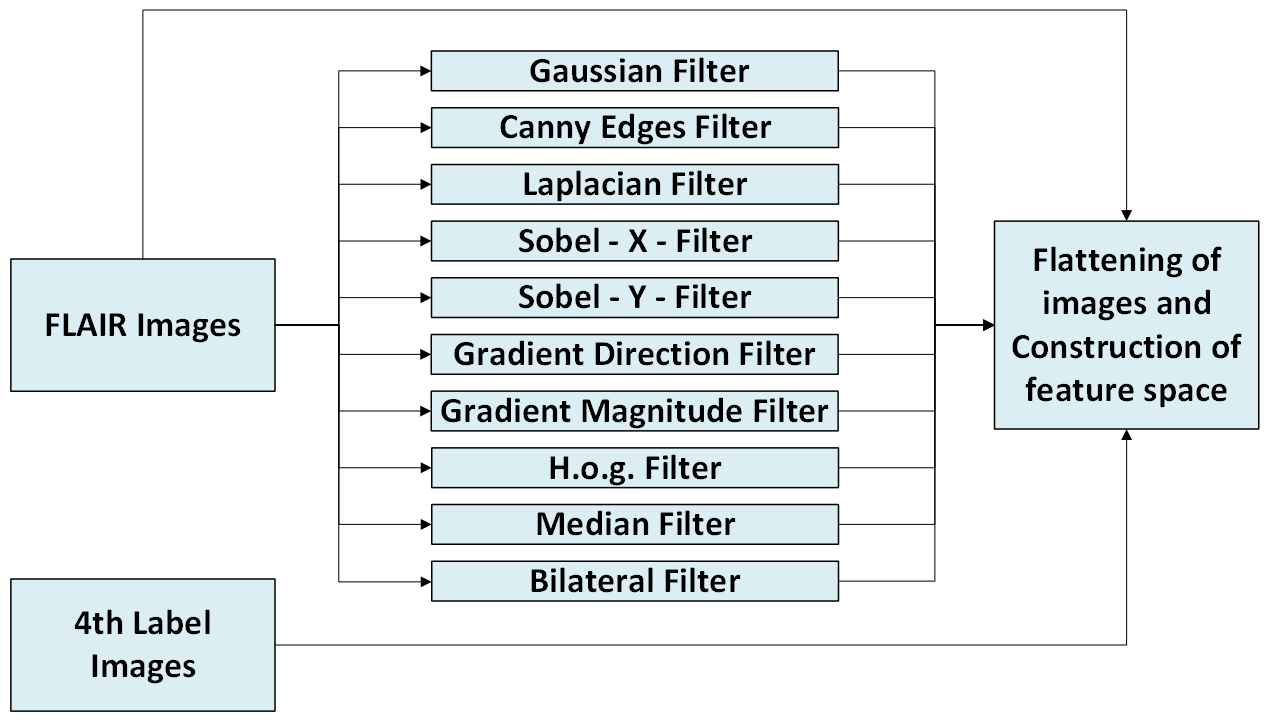 FLAIR Images
4th Label
Images
Gaussian Filter
Canny Edges Filter
Laplacian Filter
Sobel - X - Filter
Sobel - Y - Filter
Gradient Direction Filter
Gradient Magnitude Filter
H.o.g. Filter
Median Filter
Bilateral Filter
Flattening of
images and
Construction of
feature space